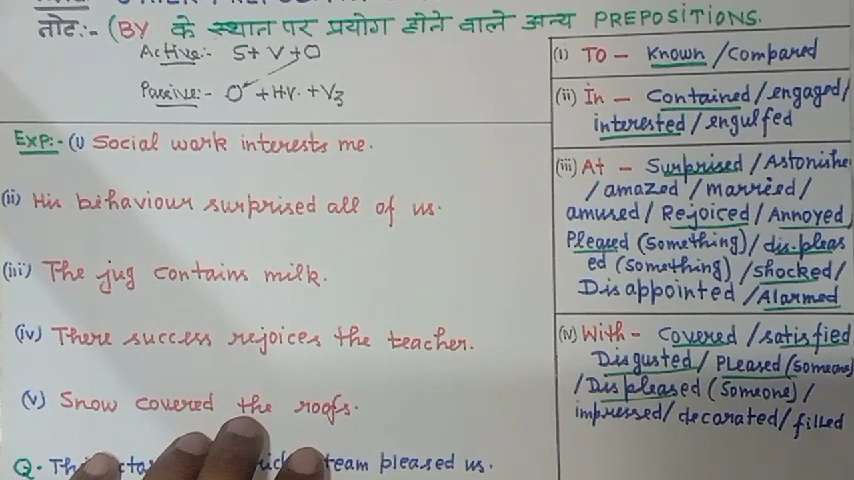 नोट:- (BY के स्थान पर प्रयोग होने वाले अन्य PREPOSITIONS.
Active:- S+V+O
Passive:- O + H.V. + V3
Exp:- (i) Social work interests me.
(ii) His behaviour surprised all of us.
(iii) The jug contains milk.
(iv) There success rejoices the teacher.
(v) Snow covered the roofs.
Q. team pleased us.
(i) TO - Known / Compared
(ii) In - Contained / engaged /
interested / engulfed
(iii) At - Surprised / Astonishe
/ amazed / married /
amused / Rejoiced / Annoyed
Pleased (something) / dis.pleas
ed (something) / shocked /
Disappointed / Alarmed
(iv) With - Covered / satisfied
Disgusted / Pleased (someone)
/ Displeased (someone) /
impressed / decorated / filled